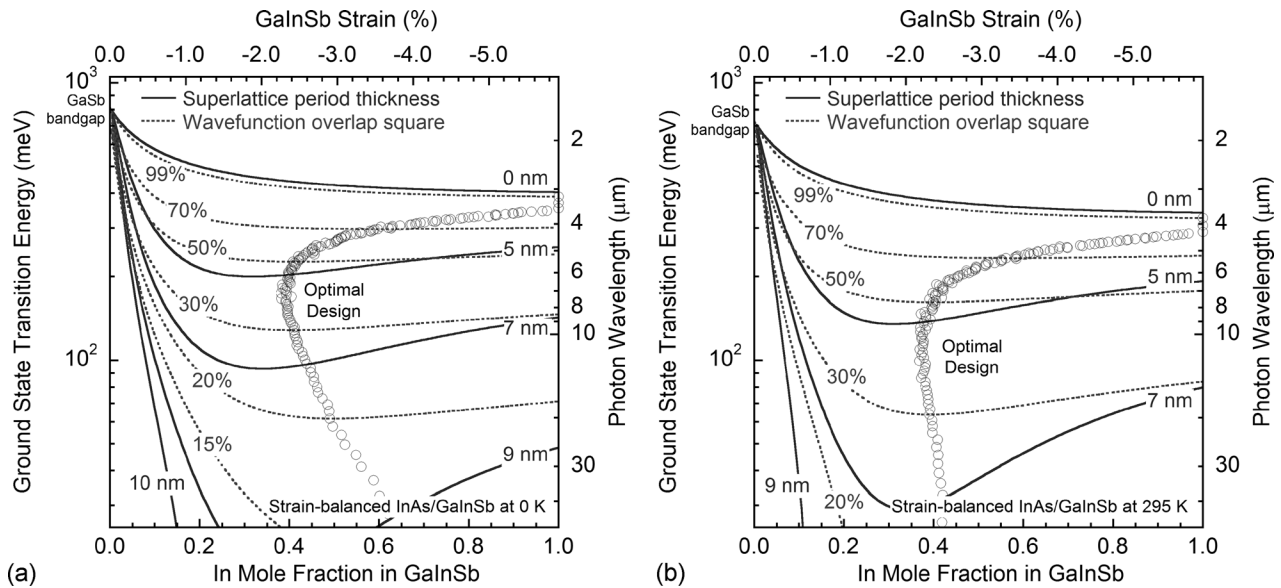 GaInSb Strain (%)
0.0 -1.0 -2.0 -3.0 -4.0 -5.0
Ground State Transition Energy (meV)
10³
10²
GaSb
bandgap
Superlattice period thickness
Wavefunction overlap square
99%
70%
50%
30%
20%
15%
0 nm
5 nm
7 nm
9 nm
10 nm
Optimal
Design
Strain-balanced InAs/GaInSb at 0 K
2
4
6
8
10
30
Photon Wavelength (μm)
0.0 0.2 0.4 0.6 0.8 1.0
In Mole Fraction in GaInSb
(a)
GaInSb Strain (%)
0.0 -1.0 -2.0 -3.0 -4.0 -5.0
Ground State Transition Energy (meV)
10³
10²
GaSb
bandgap
Superlattice period thickness
Wavefunction overlap square
99%
70%
50%
30%
20%
0 nm
5 nm
7 nm
9 nm
Optimal
Design
Strain-balanced InAs/GaInSb at 295 K
2
4
6
8
10
30
Photon Wavelength (μm)
0.0 0.2 0.4 0.6 0.8 1.0
In Mole Fraction in GaInSb
(b)